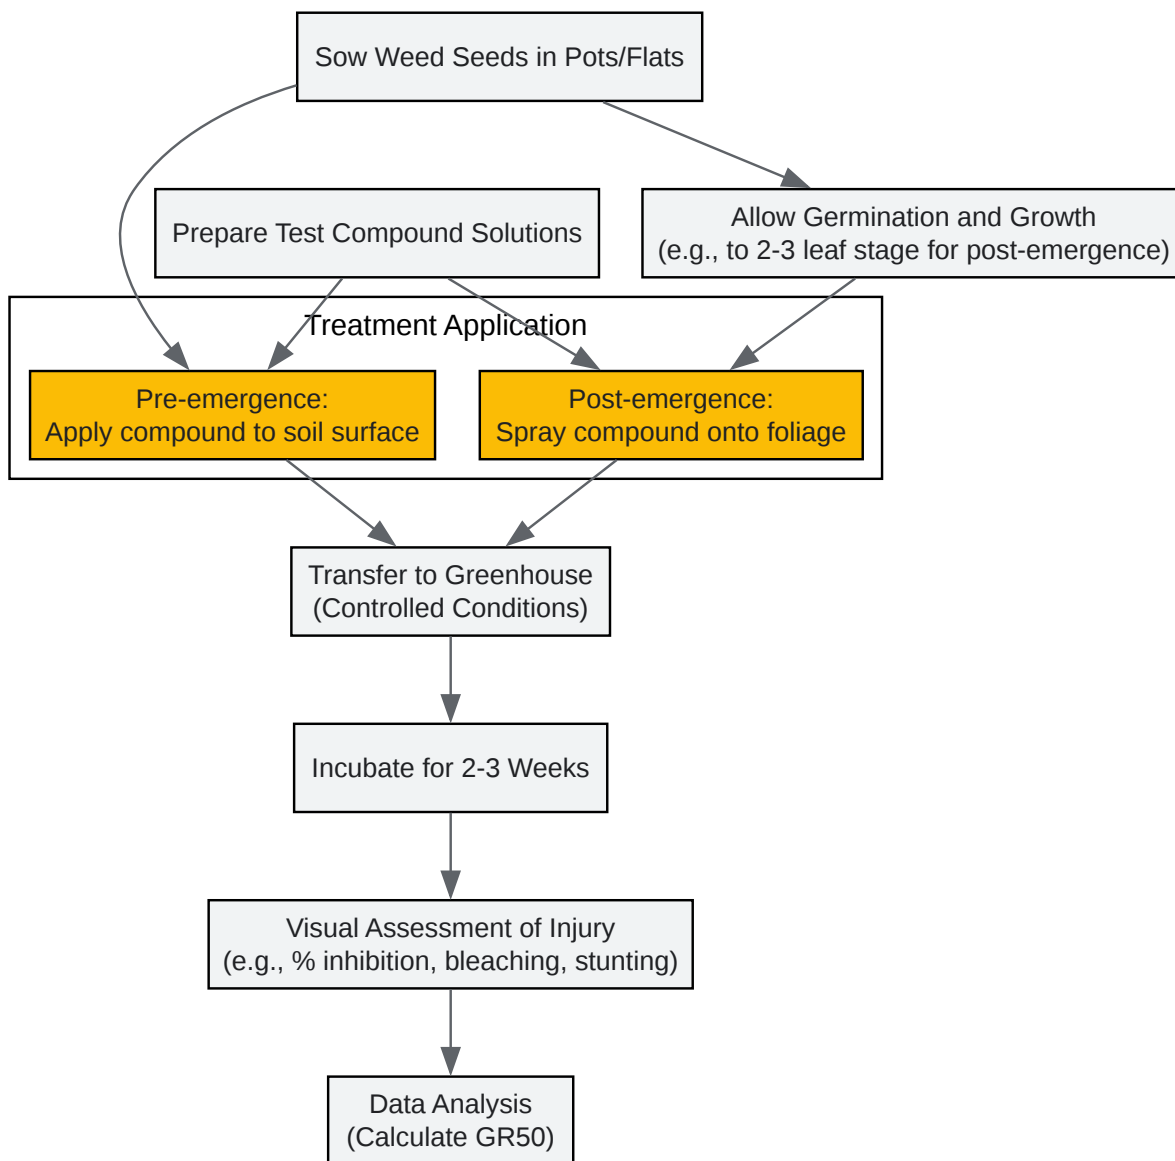 Sow Weed Seeds in Pots/Flats
Prepare Test Compound Solutions
Allow Germination and Growth
(e.g., to 2-3 leaf stage for post-emergence)
Treatment Application
Pre-emergence:
Apply compound to soil surface
Post-emergence:
Spray compound onto foliage
Transfer to Greenhouse
(Controlled Conditions)
Incubate for 2-3 Weeks
Visual Assessment of Injury
(e.g., % inhibition, bleaching, stunting)
Data Analysis
(Calculate GR50)